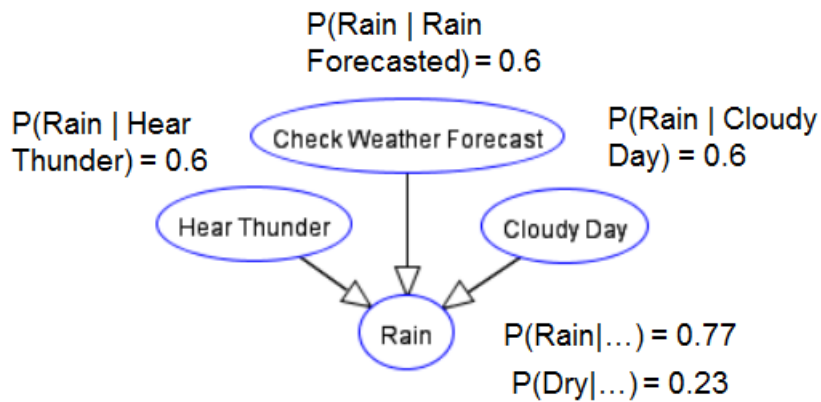 P(Rain | Rain
Forecasted) = 0.6
P(Rain | Hear
Thunder) = 0.6
Check Weather Forecast
P(Rain | Cloudy
Day) = 0.6
Hear Thunder
Cloudy Day
Rain
P(Rain|...) = 0.77
P(Dry|...) = 0.23